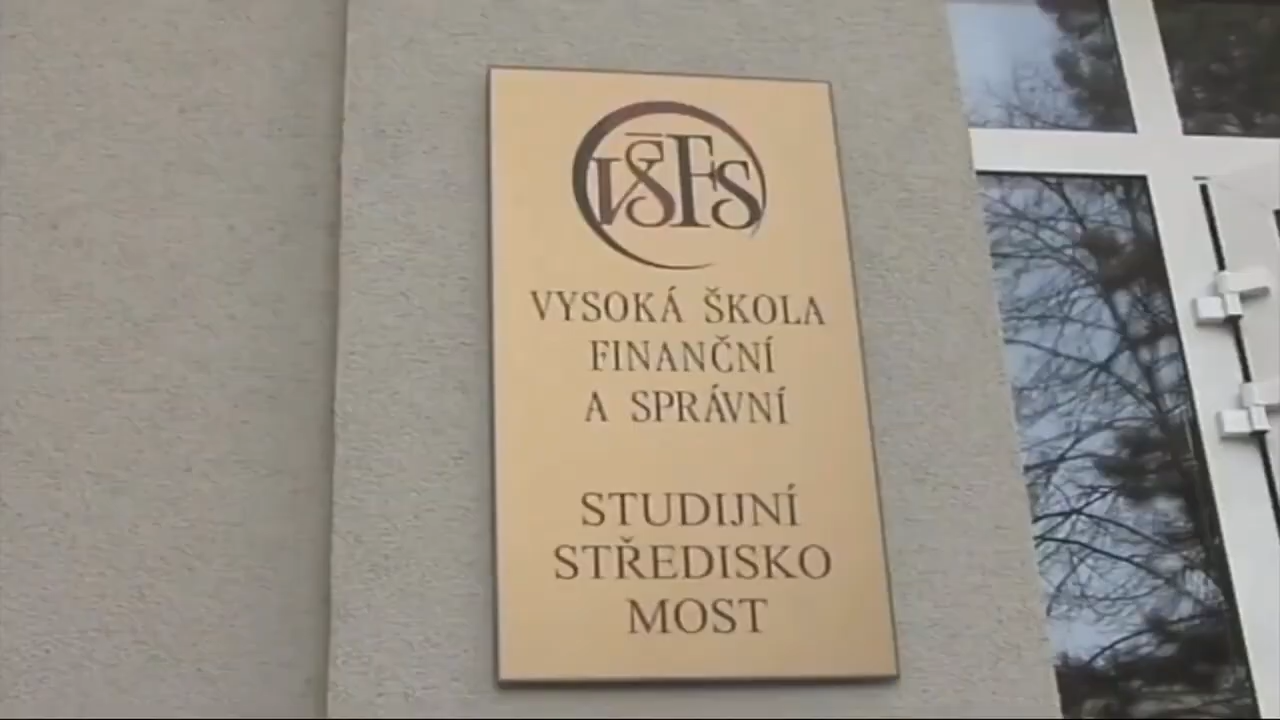 VŠFS
VYSOKÁ ŠKOLA
FINANČNÍ
A SPRÁVNÍ
STUDIJNÍ
STŘEDISKO
MOST